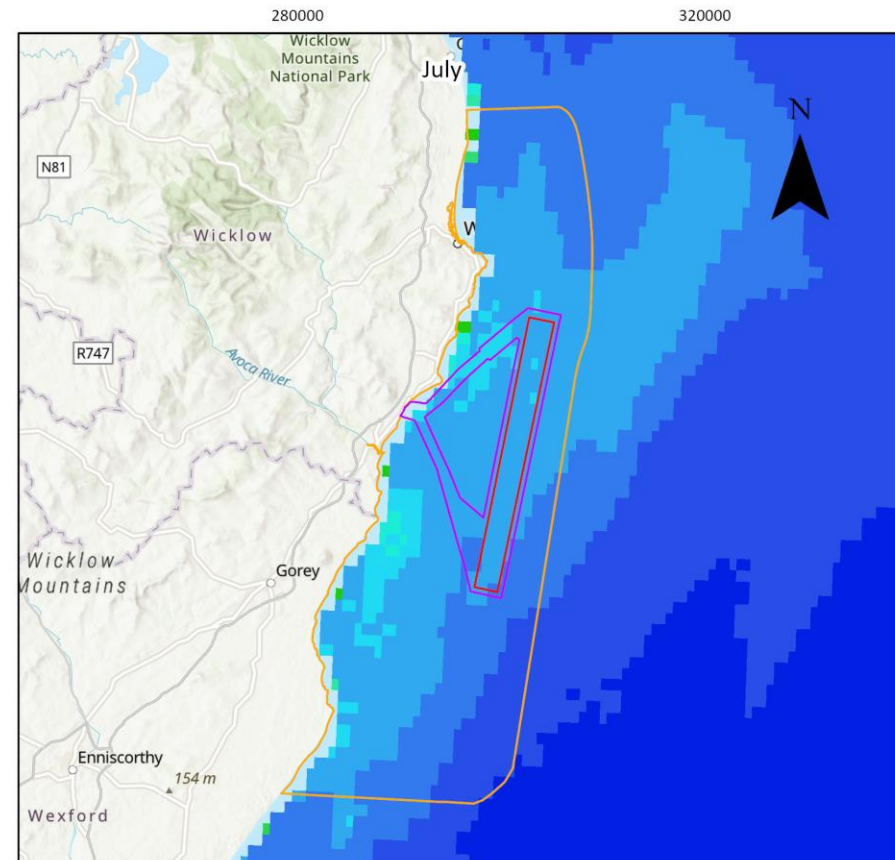 280000
320000
Wicklow
Mountains
National Park
July
N
N81
Wicklow
W
R747
Avoca River
Wicklow
Mountains
Gorey
Enniscorthy
154 m
Wexford